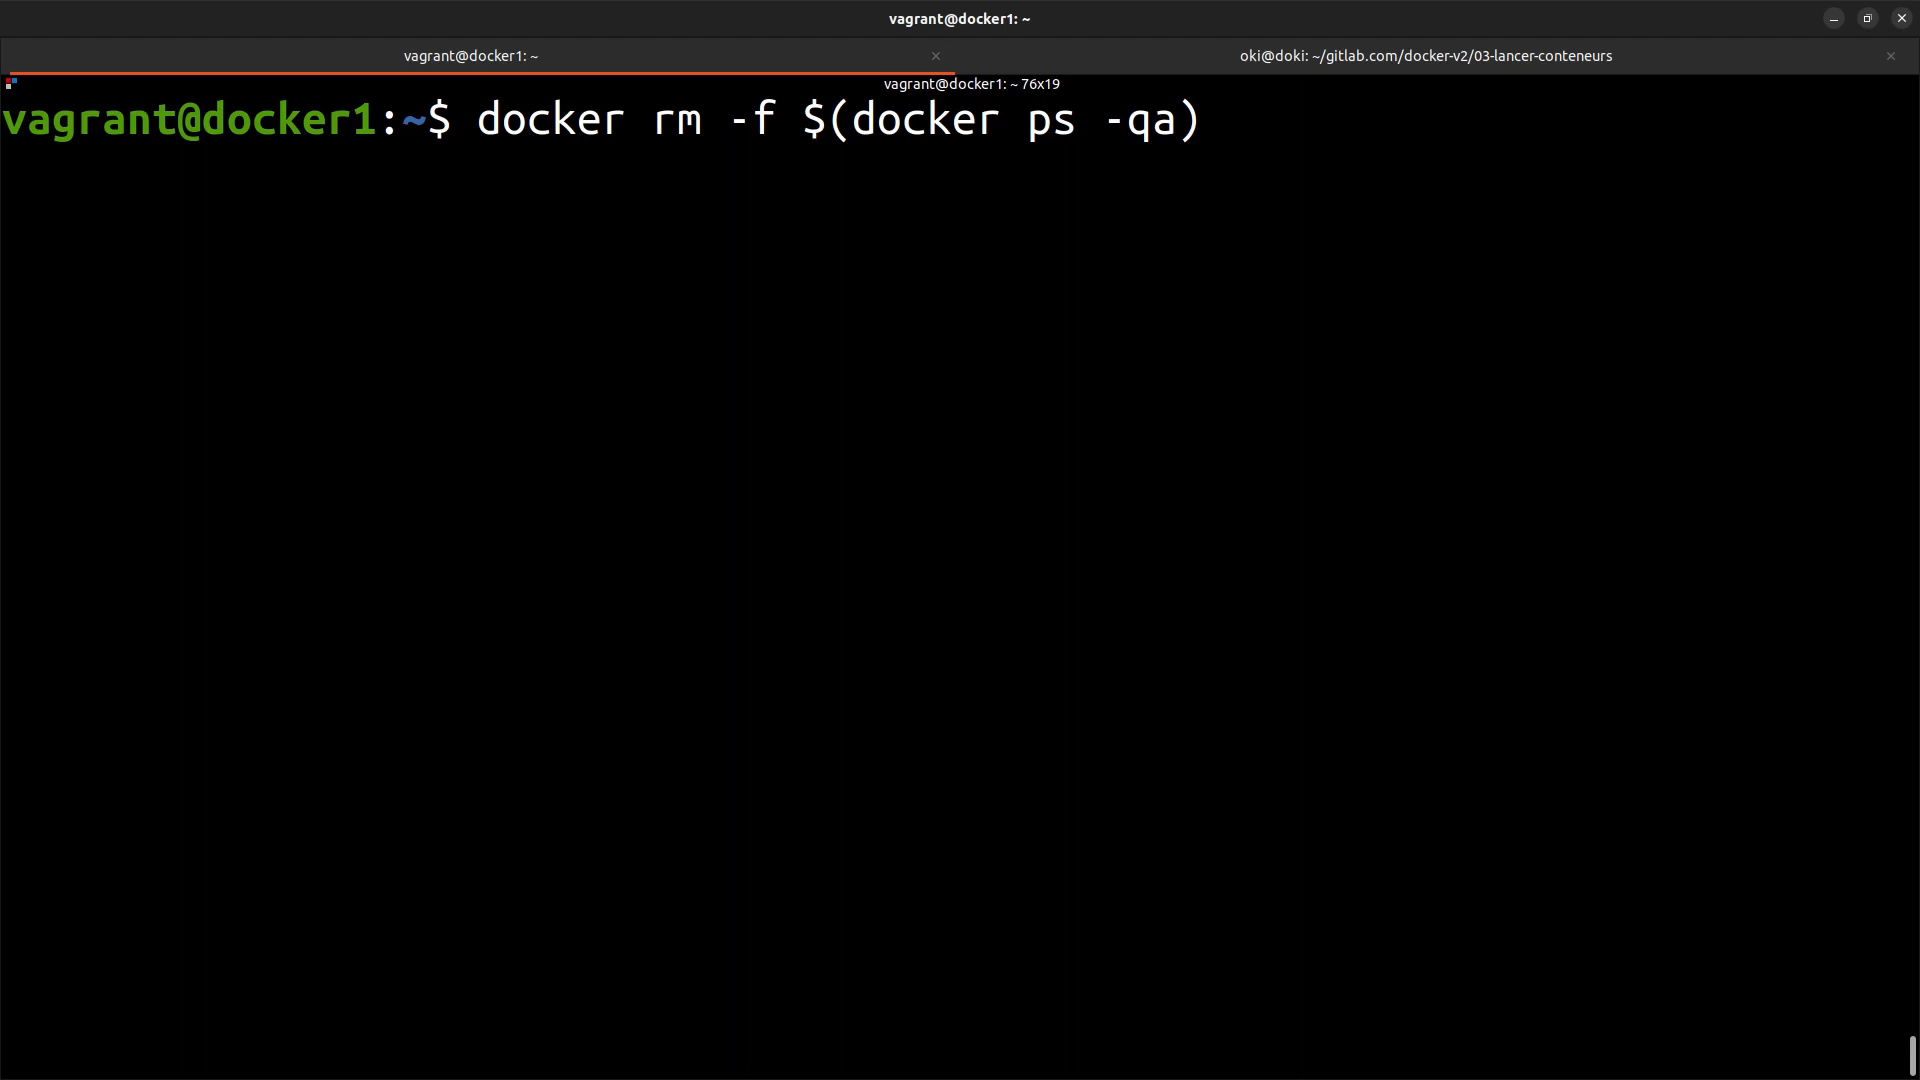 vagrant@docker1: ~
vagrant@docker1: ~
oki@doki: ~/gitlab.com/docker-v2/03-lancer-conteneurs
vagrant@docker1: ~ 76x19
vagrant@docker1:~$ docker rm -f $(docker ps -qa)